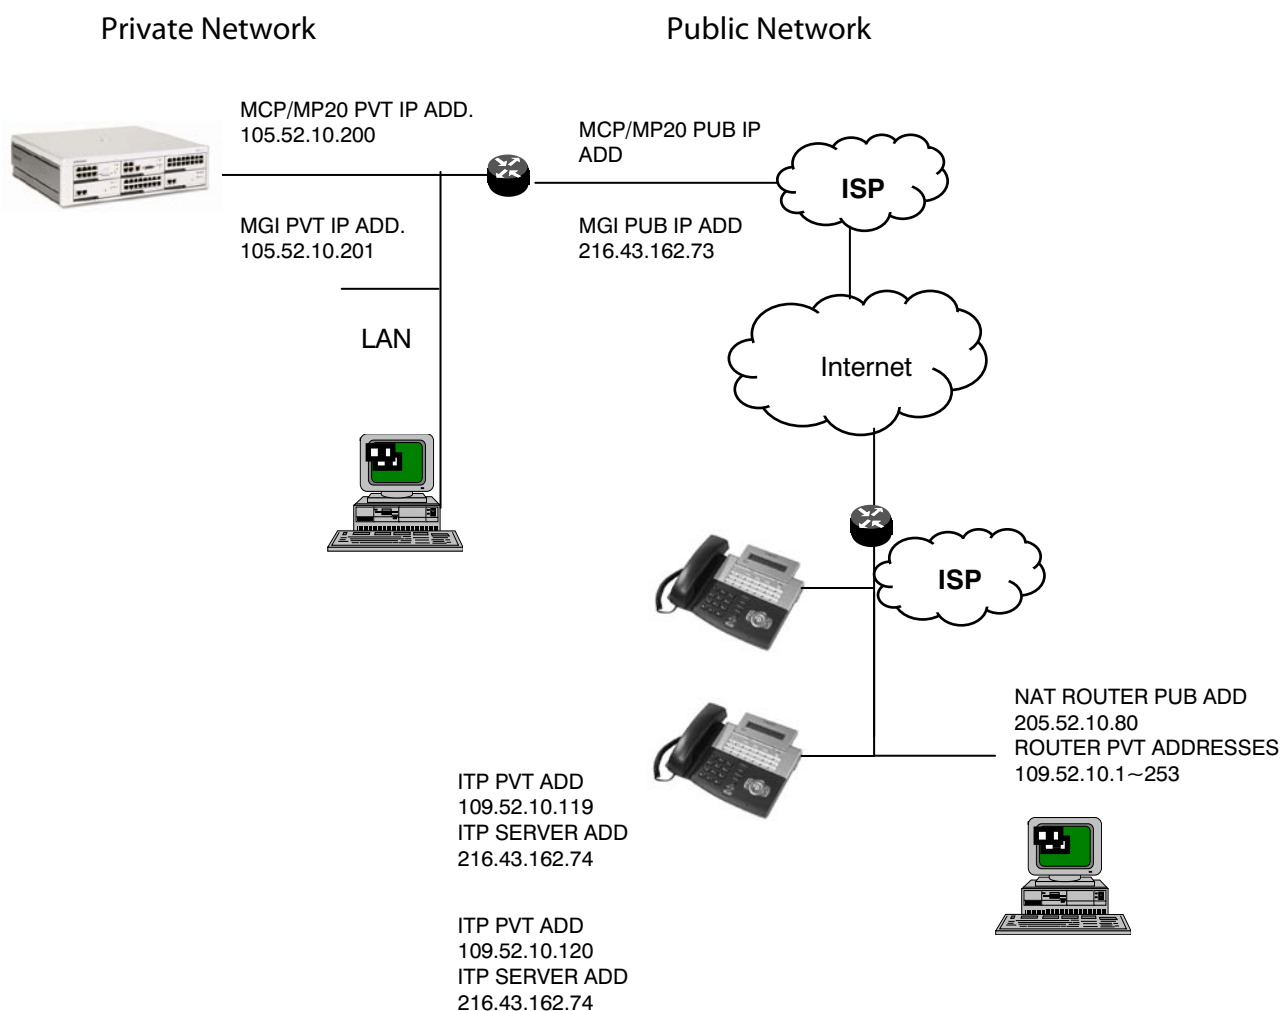 Private Network
Public Network
MCP/MP20 PVT IP ADD.
105.52.10.200
MCP/MP20 PUB IP
ADD
ISP
MGI PVT IP ADD.
105.52.10.201
MGI PUB IP ADD
216.43.162.73
LAN
Internet
ISP
NAT ROUTER PUB ADD
205.52.10.80
ROUTER PVT ADDRESSES
109.52.10.1~253
ITP PVT ADD
109.52.10.119
ITP SERVER ADD
216.43.162.74
ITP PVT ADD
109.52.10.120
ITP SERVER ADD
216.43.162.74